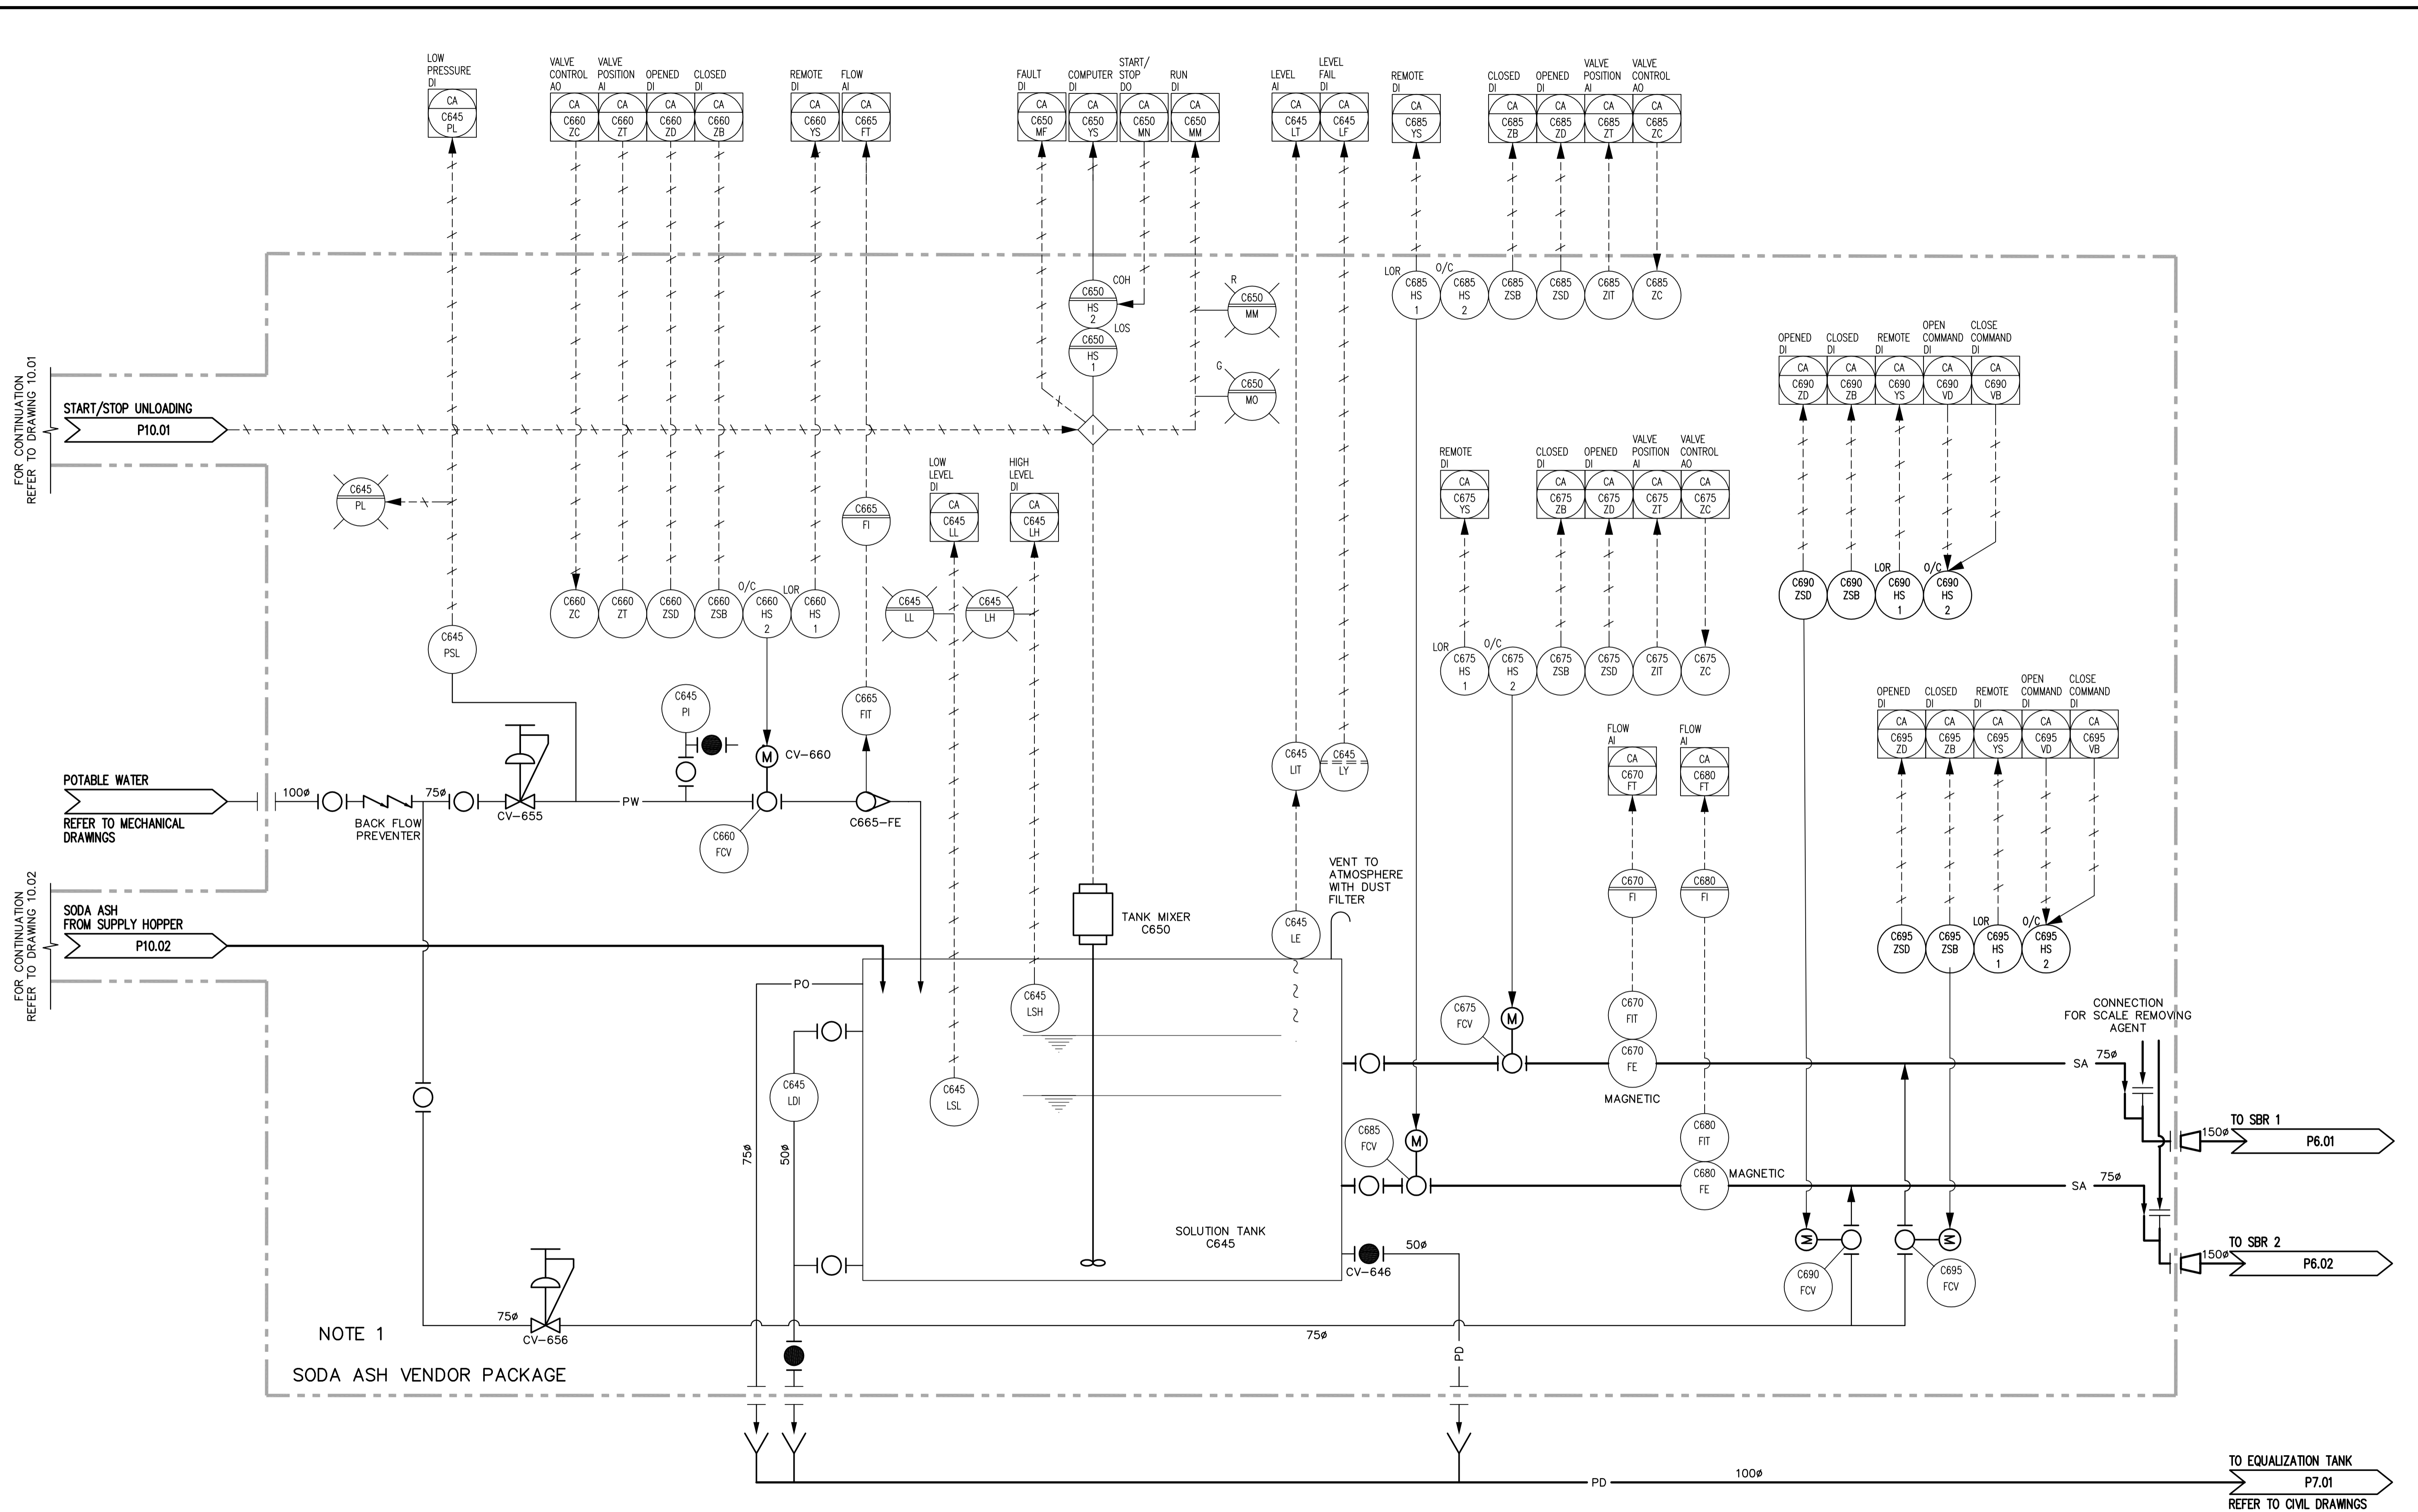 LOW
PRESSURE
DI
CA
C645
PL
VALVE
CONTROL
AO
CA
C660
ZC
VALVE
POSITION
AI
CA
C660
ZT
OPENED
DI
CA
C660
ZD
CLOSED
DI
CA
C660
ZB
REMOTE
DI
CA
C660
YS
FLOW
AI
CA
C665
FT
FAULT
DI
CA
C650
MF
COMPUTER
DI
CA
C650
YS
START/
STOP
DO
CA
C650
MN
RUN
DI
CA
C650
MM
LEVEL
AI
CA
C645
LT
LEVEL
FAIL
DI
CA
C645
LF
REMOTE
DI
CA
C685
YS
CLOSED
DI
CA
C685
ZB
OPENED
DI
CA
C685
ZD
VALVE
POSITION
AI
CA
C685
ZT
VALVE
CONTROL
AO
CA
C685
ZC
COH
C650
HS
2
LOS
C650
HS
1
R
C650
MM
G
C650
MO
I
LOR
C685
HS
1
O/C
C685
HS
2
C685
ZSB
C685
ZSD
C685
ZIT
C685
ZC
OPENED
DI
CA
C690
ZD
CLOSED
DI
CA
C690
ZB
REMOTE
DI
CA
C690
YS
OPEN
COMMAND
DI
CA
C690
VD
CLOSE
COMMAND
DI
CA
C690
VB
FOR CONTINUATION
REFER TO DRAWING 10.01
START/STOP UNLOADING
P10.01
C645
PL
C665
FI
LOW
LEVEL
DI
CA
C645
LL
HIGH
LEVEL
DI
CA
C645
LH
REMOTE
DI
CA
C675
YS
CLOSED
DI
CA
C675
ZB
OPENED
DI
CA
C675
ZD
VALVE
POSITION
AI
CA
C675
ZT
VALVE
CONTROL
AO
CA
C675
ZC
C660
ZC
C660
ZT
C660
ZSD
C660
ZSB
O/C
C660
HS
2
LOR
C660
HS
1
C645
LL
C645
LH
C690
ZSD
C690
ZSB
LOR
C690
HS
1
O/C
C690
HS
2
C645
PSL
LOR
C675
HS
1
O/C
C675
HS
2
C675
ZSB
C675
ZSD
C675
ZIT
C675
ZC
C645
PI
C665
FIT
M
CV-660
C645
LIT
C645
LY
FLOW
AI
CA
C670
FT
FLOW
AI
CA
C680
FT
OPENED
DI
CA
C695
ZD
CLOSED
DI
CA
C695
ZB
REMOTE
DI
CA
C695
YS
OPEN
COMMAND
DI
CA
C695
VD
CLOSE
COMMAND
DI
CA
C695
VB
POTABLE WATER
REFER TO MECHANICAL
DRAWINGS
100ø
BACK FLOW
PREVENTER
75ø
CV-655
PW
C660
FCV
C665-FE
FOR CONTINUATION
REFER TO DRAWING 10.02
SODA ASH
FROM SUPPLY HOPPER
P10.02
TANK MIXER
C650
C645
LE
VENT TO
ATMOSPHERE
WITH DUST
FILTER
C670
FI
C680
FI
C695
ZSD
C695
ZSB
LOR
C695
HS
1
O/C
C695
HS
2
PO
C645
LSH
C645
LSL
C645
LDI
75ø
50ø
C675
FCV
M
C670
FIT
C670
FE
MAGNETIC
C685
FCV
M
C680
FIT
C680
FE
MAGNETIC
CONNECTION
FOR SCALE REMOVING
AGENT
SA
75ø
SA
75ø
150ø
TO SBR 1
P6.01
150ø
TO SBR 2
P6.02
SOLUTION TANK
C645
50ø
CV-646
M
C690
FCV
M
C695
FCV
75ø
CV-656
75ø
PD
NOTE 1
SODA ASH VENDOR PACKAGE
PD
100ø
TO EQUALIZATION TANK
P7.01
REFER TO CIVIL DRAWINGS